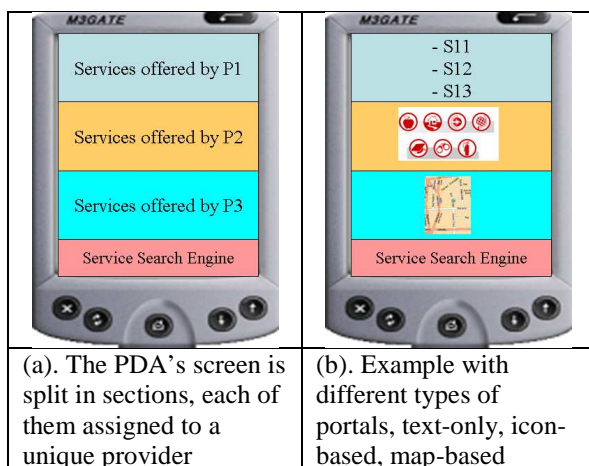 M3GATE
Services offered by P1
Services offered by P2
Services offered by P3
Service Search Engine
(a). The PDA's screen is
split in sections, each of
them assigned to a
unique provider
M3GATE
- S11
- S12
- S13
Service Search Engine
(b). Example with
different types of
portals, text-only, icon-
based, map-based